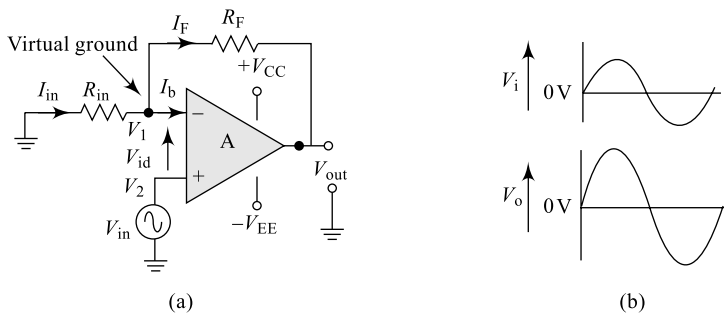 I_F
R_F
Virtual ground
+V_CC
I_in
R_in
I_b
V_1
−
A
V_id
V_2
+
V_out
V_in
−V_EE
(a)
V_i
0 V
V_o
0 V
(b)